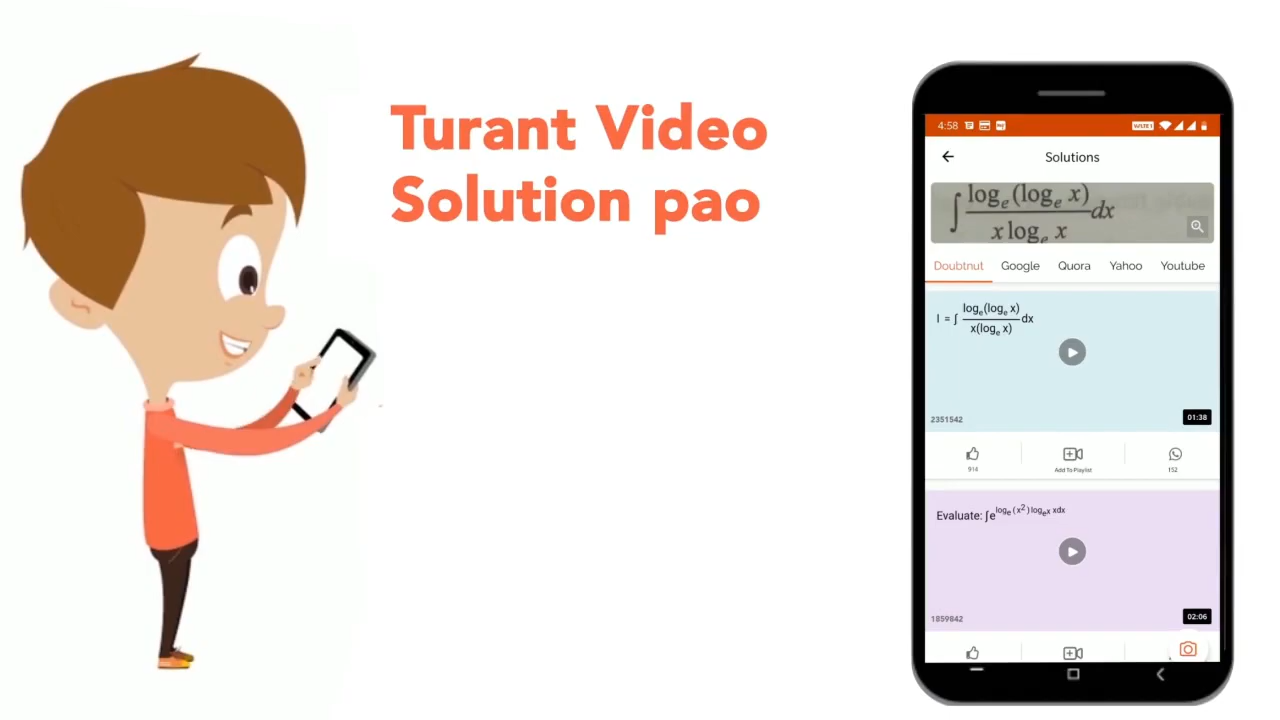 Turant Video
Solution pao
4:58
Solutions
∫ logₑ(logₑ x) / x logₑ x dx
Doubtnut Google Quora Yahoo Youtube
I = ∫ logₑ(logₑ x) / x(logₑ x) dx
2351542 01:38
914 Add To Playlist 152
Evaluate: ∫e^logₑ(x²)logₑx xdx
1859842 02:06